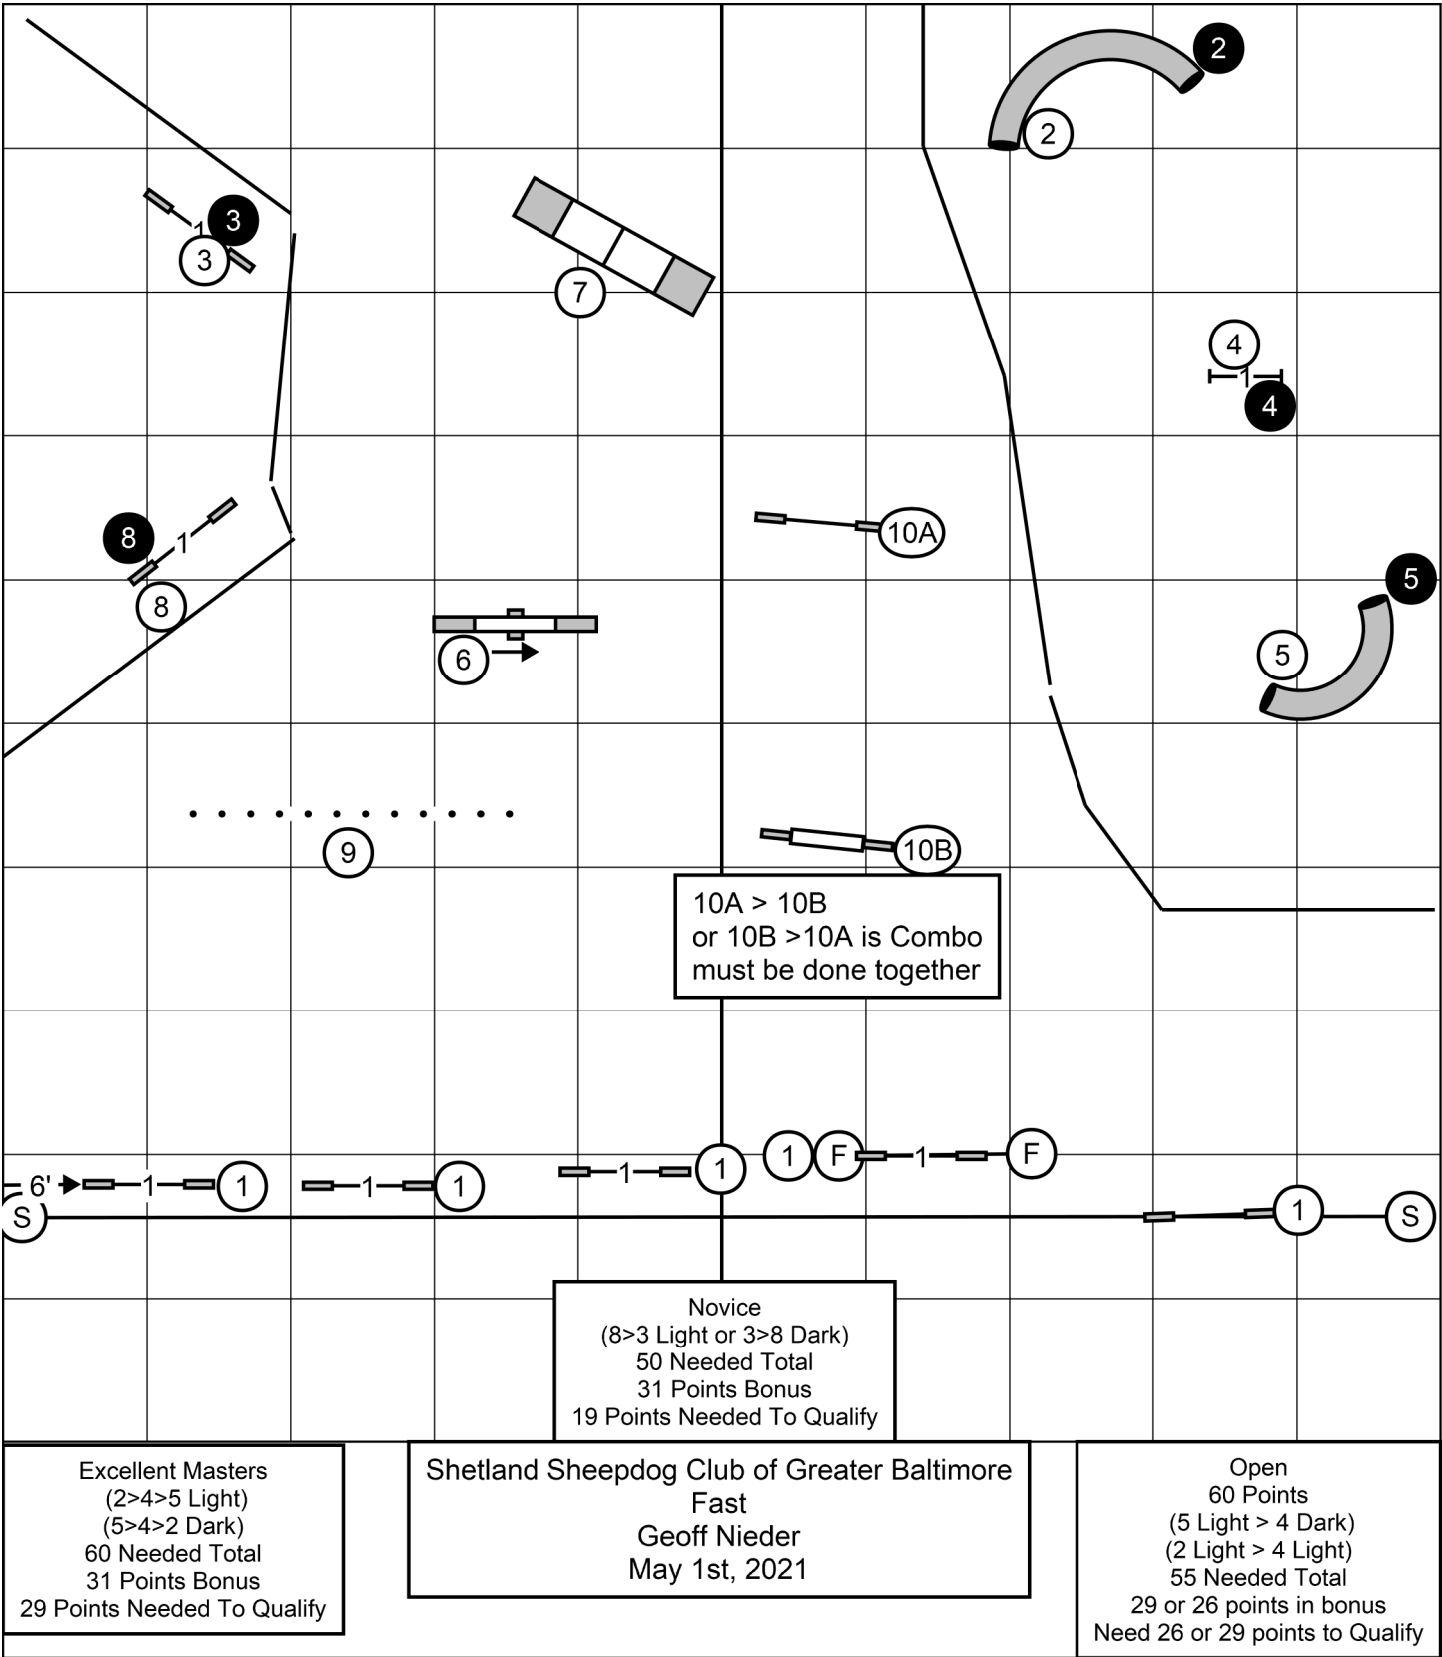 2
2
3
1
3
7
4
1
4
10A
8
1
8
5
6
5
9
10B
10A > 10B
or 10B >10A is Combo
must be done together
6'
1
1
1
1
1
1
1
F
1
F
S
1
S
Novice
(8>3 Light or 3>8 Dark)
50 Needed Total
31 Points Bonus
19 Points Needed To Qualify
Excellent Masters
(2>4>5 Light)
(5>4>2 Dark)
60 Needed Total
31 Points Bonus
29 Points Needed To Qualify
Shetland Sheepdog Club of Greater Baltimore
Fast
Geoff Nieder
May 1st, 2021
Open
60 Points
(5 Light > 4 Dark)
(2 Light > 4 Light)
55 Needed Total
29 or 26 points in bonus
Need 26 or 29 points to Qualify